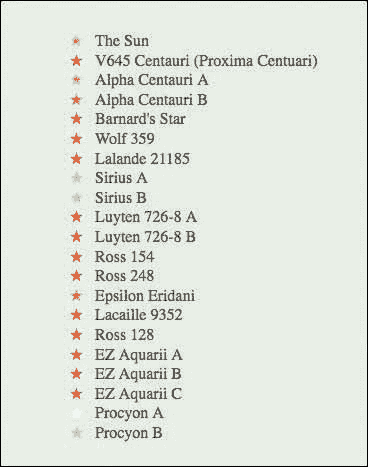 The Sun
V645 Centauri (Proxima Centuari)
Alpha Centauri A
Alpha Centauri B
Barnard's Star
Wolf 359
Lalande 21185
Sirius A
Sirius B
Luyten 726-8 A
Luyten 726-8 B
Ross 154
Ross 248
Epsilon Eridani
Lacaille 9352
Ross 128
EZ Aquarii A
EZ Aquarii B
EZ Aquarii C
Procyon A
Procyon B